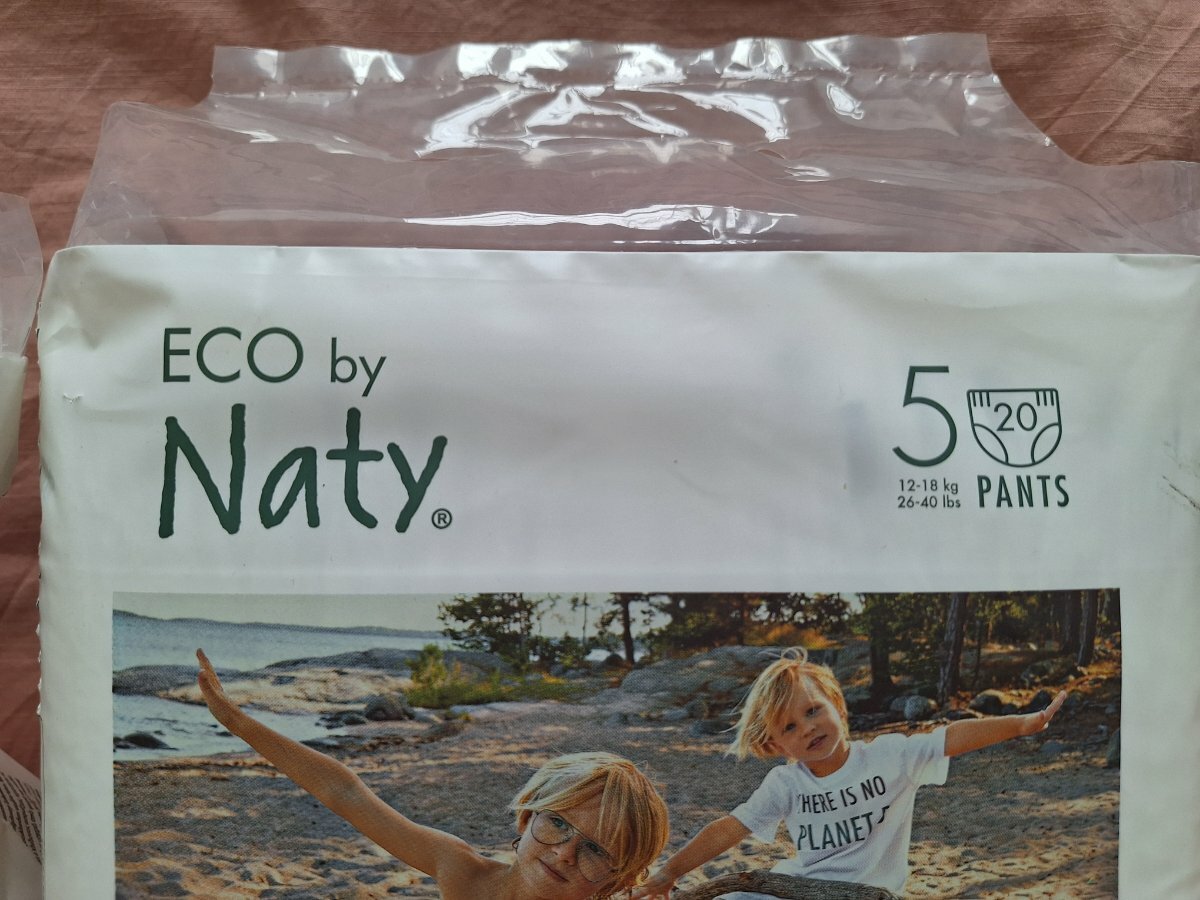 ECO by
Naty®
5 20
12-18 kg
26-40 lbs
PANTS
HERE IS NO
PLANET